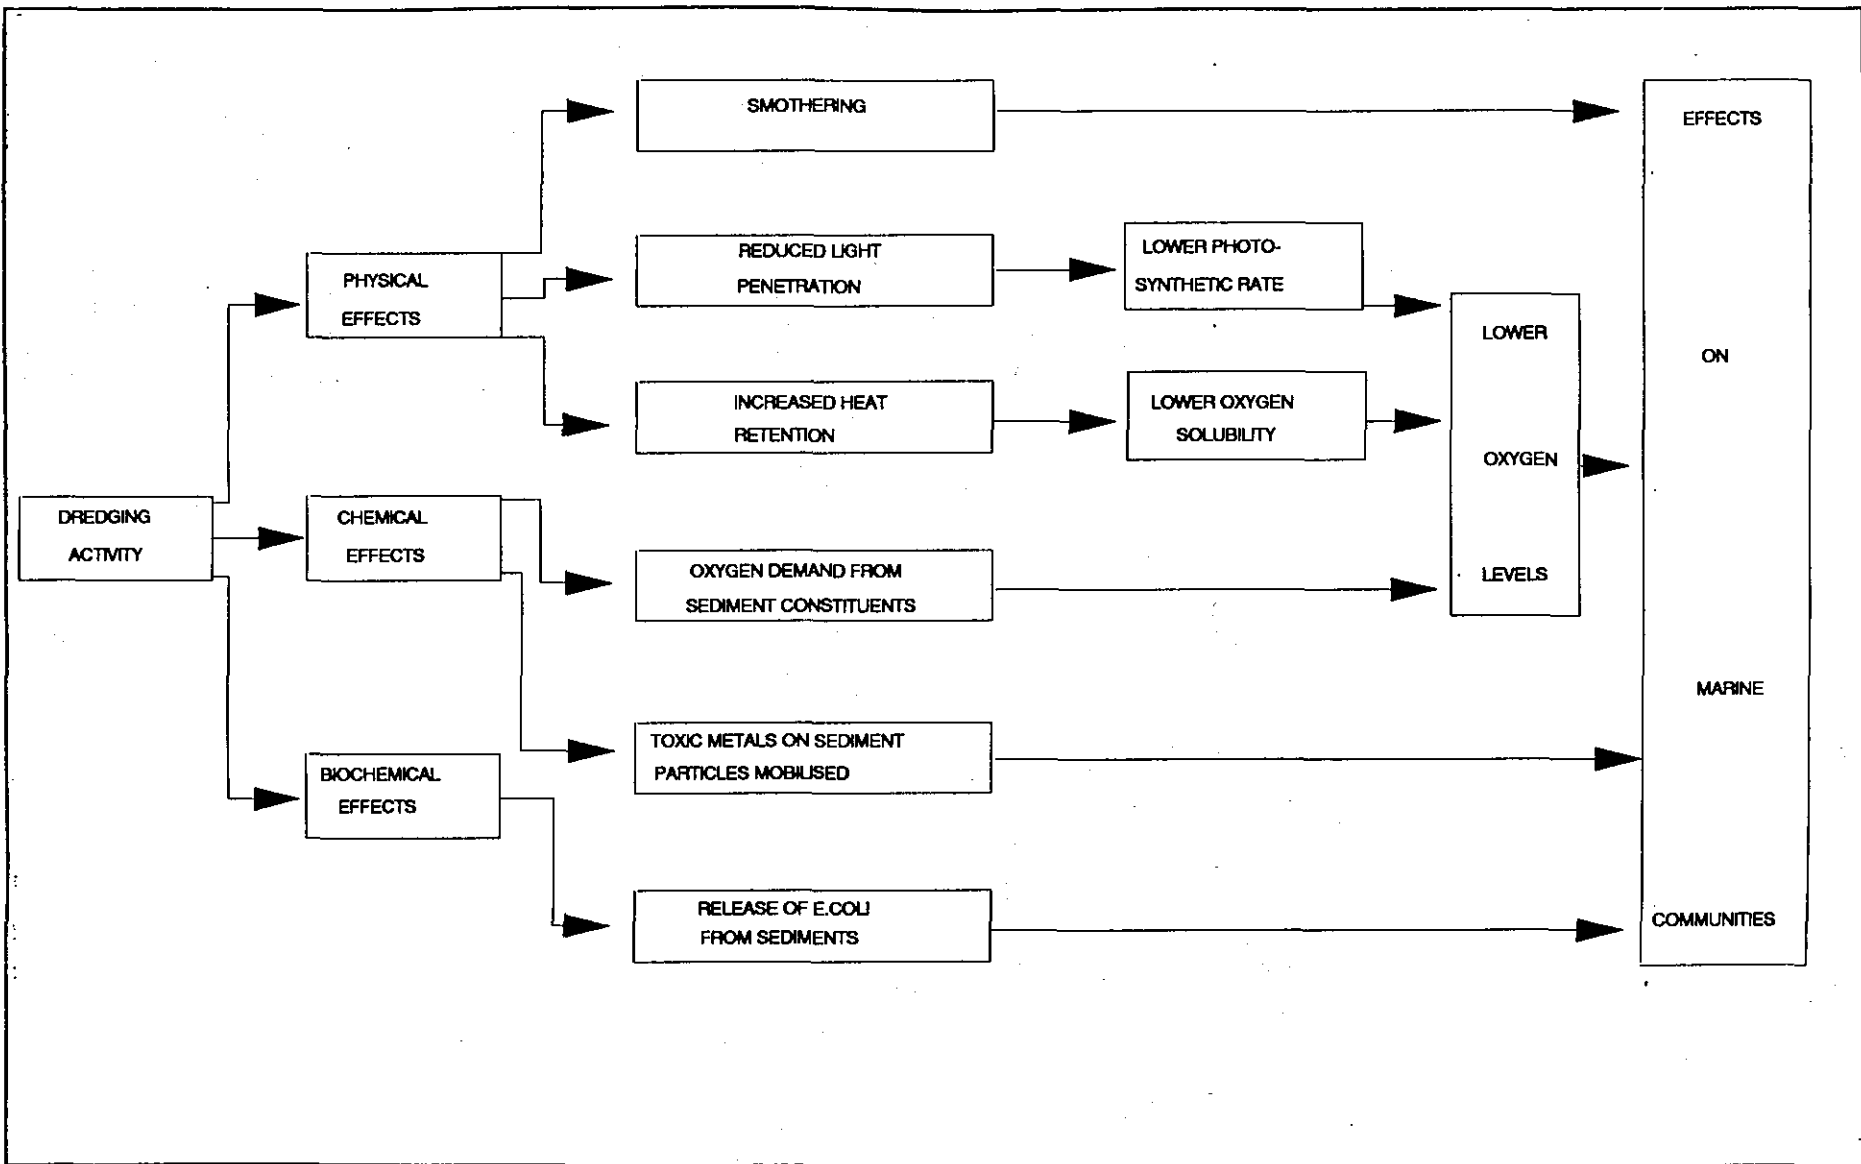 SMOTHERING
EFFECTS
REDUCED LIGHT
PENETRATION
LOWER PHOTO-
SYNTHETIC RATE
PHYSICAL
EFFECTS
LOWER
ON
INCREASED HEAT
RETENTION
LOWER OXYGEN
SOLUBILITY
OXYGEN
DREDGING
ACTIVITY
CHEMICAL
EFFECTS
OXYGEN DEMAND FROM
SEDIMENT CONSTITUENTS
LEVELS
MARINE
TOXIC METALS ON SEDIMENT
PARTICLES MOBILISED
BIOCHEMICAL
EFFECTS
RELEASE OF E.COLI
FROM SEDIMENTS
COMMUNITIES